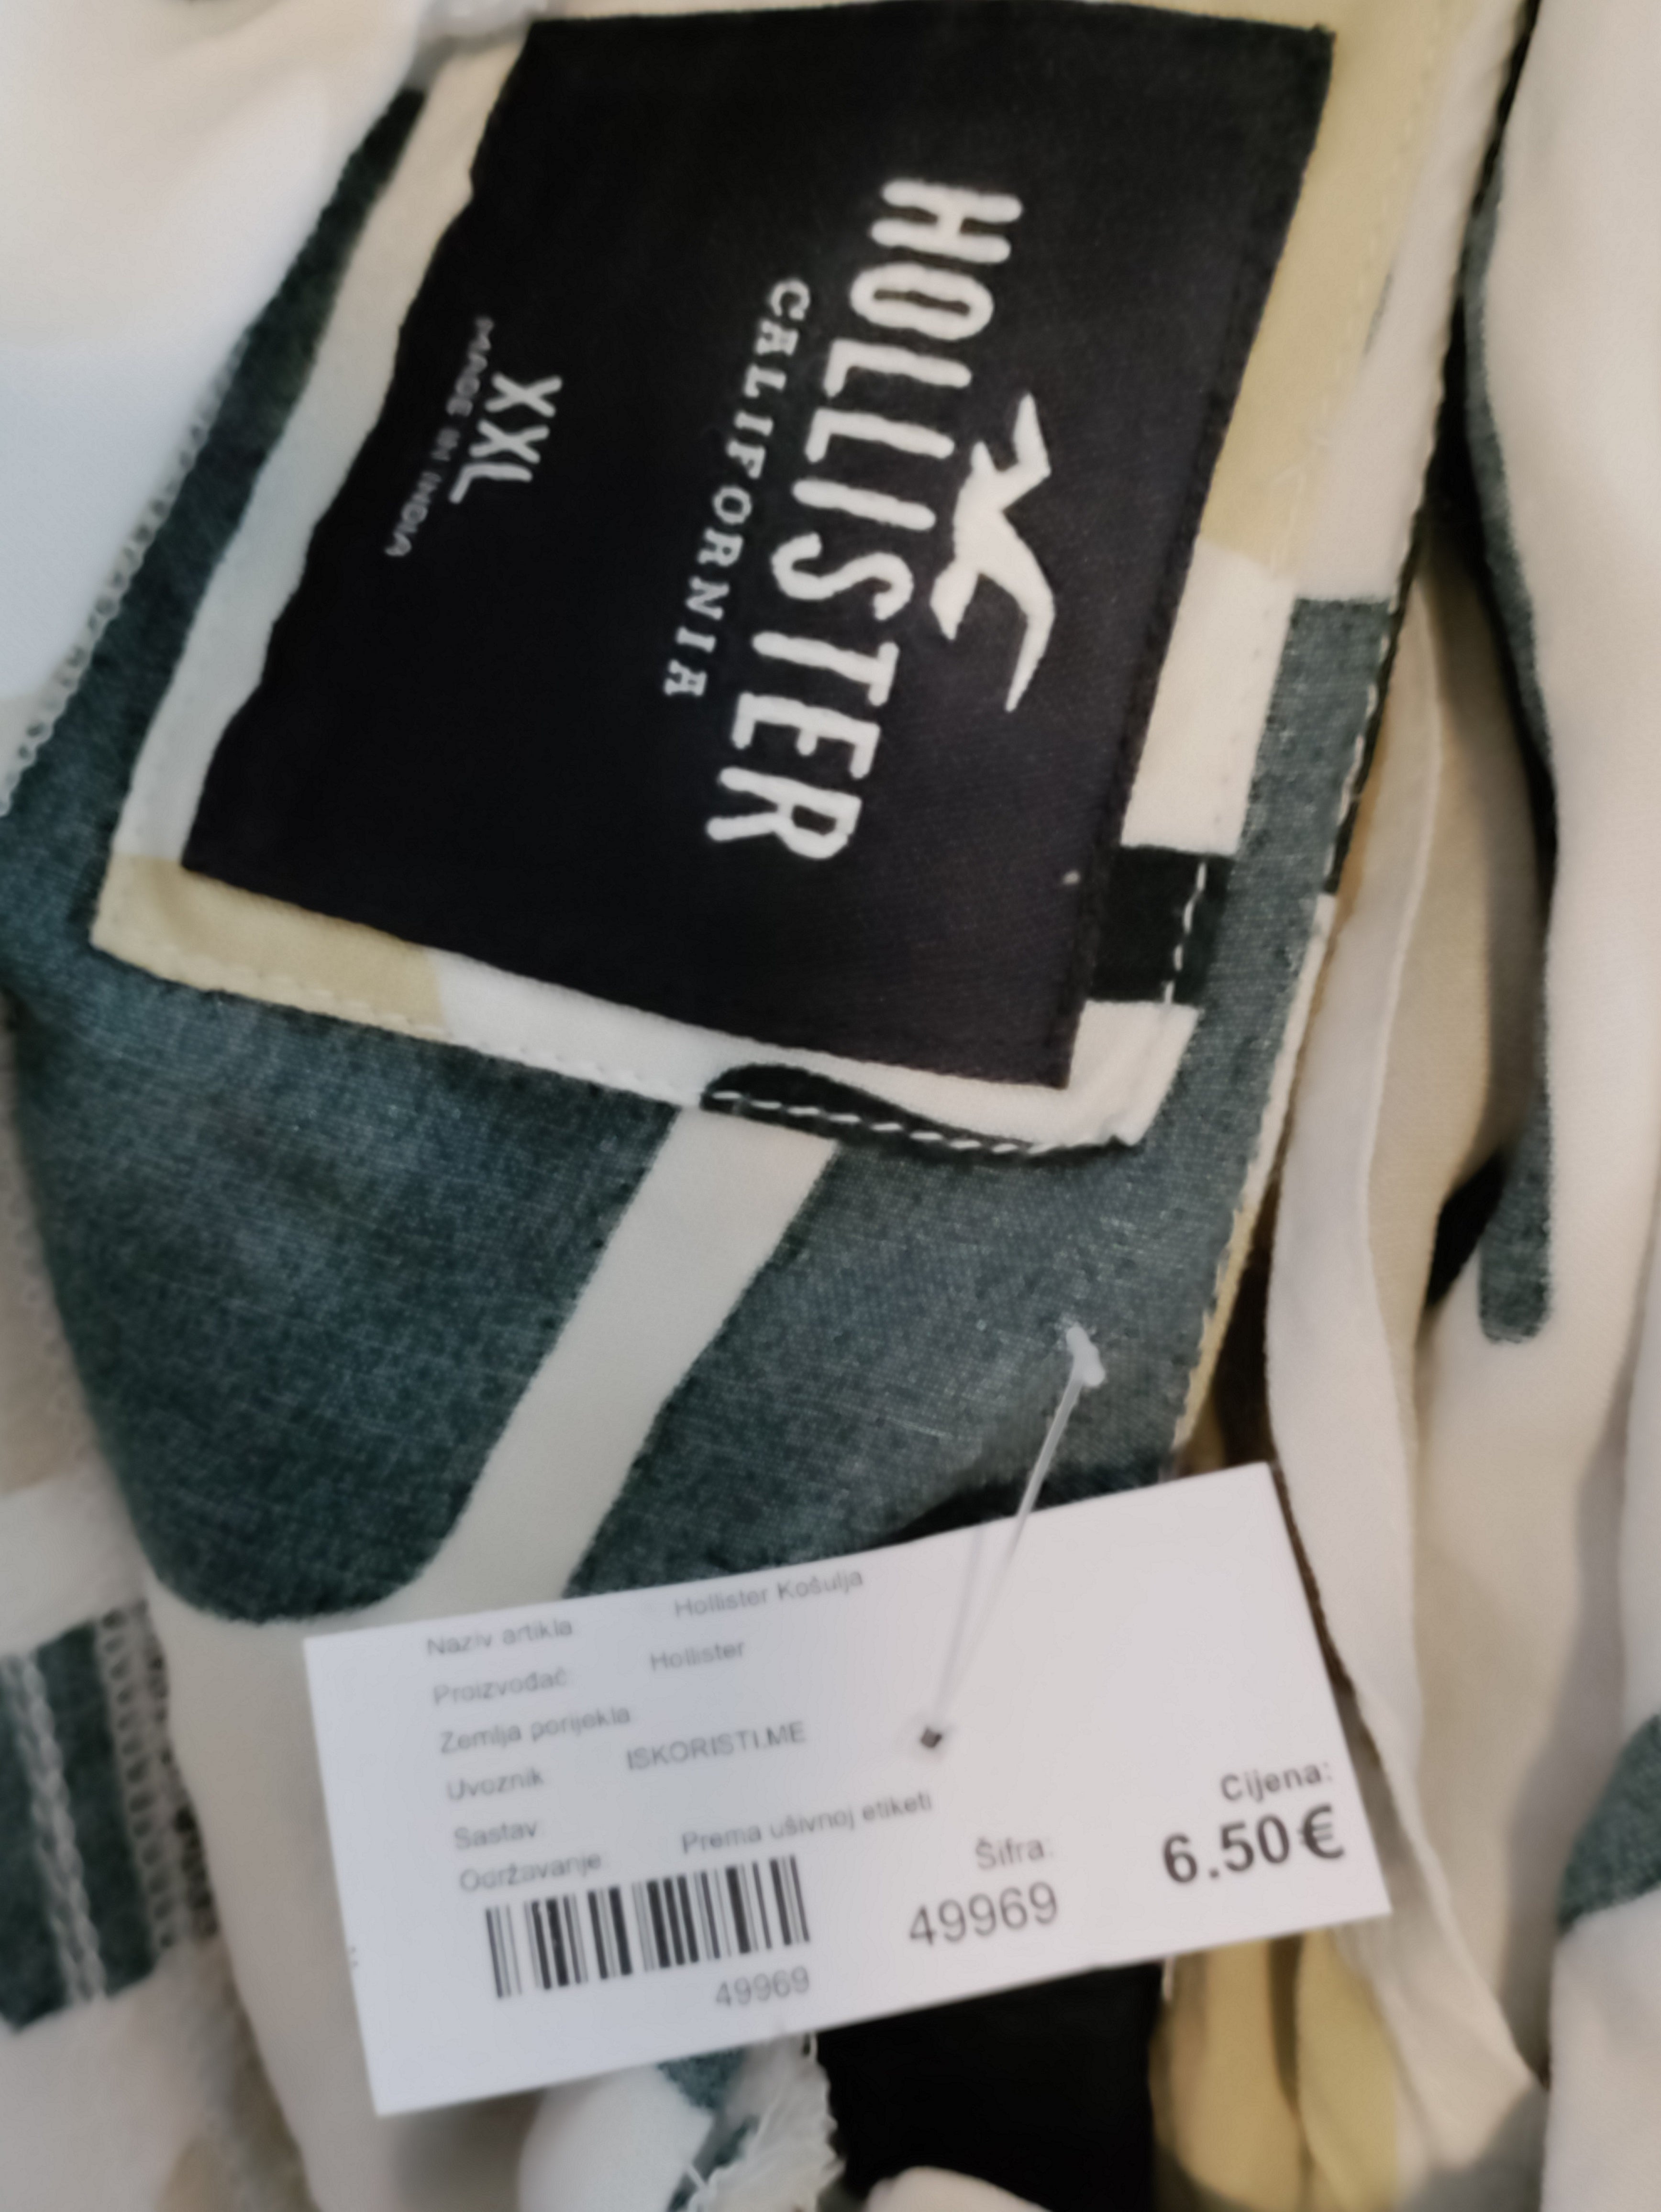 HOLLISTER
CALIFORNIA
XXL
MADE IN INDIA
Naziv artikla: Hollister Košulja
Proizvođač: Hollister
Zemlja porijekla:
Uvoznik: ISKORISTI.ME
Sastav:
Održavanje: Prema ušivnoj etiketi
49969
Šifra:
49969
Cijena:
6.50€